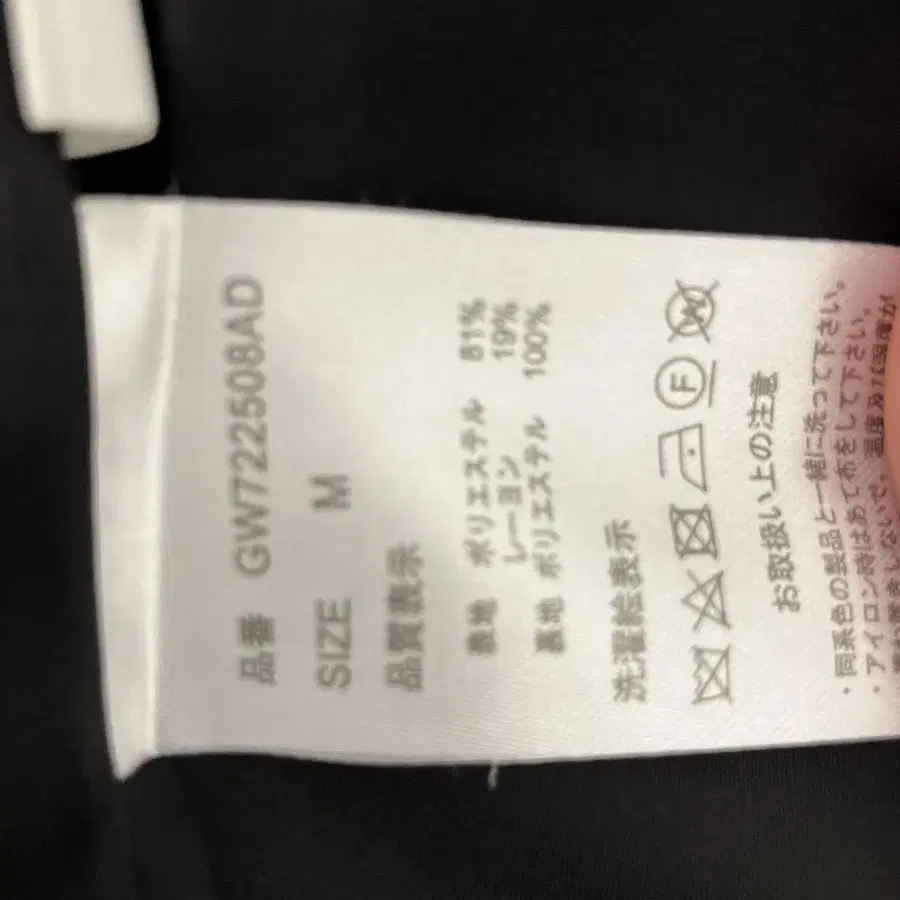 品番 GW722508AD
SIZE M
品質表示
表地 ポリエステル 81%
レーヨン 19%
裏地 ポリエステル 100%
洗濯絵表示
F
お取扱い上の注意
・同系色の製品と一緒に洗って下さい。
・アイロン時はあて布をして下さい。